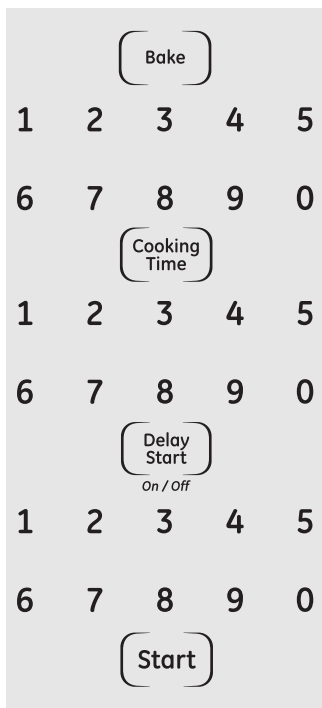 Bake
1 2 3 4 5
6 7 8 9 0
Cooking
Time
1 2 3 4 5
6 7 8 9 0
Delay
Start
On / Off
1 2 3 4 5
6 7 8 9 0
Start